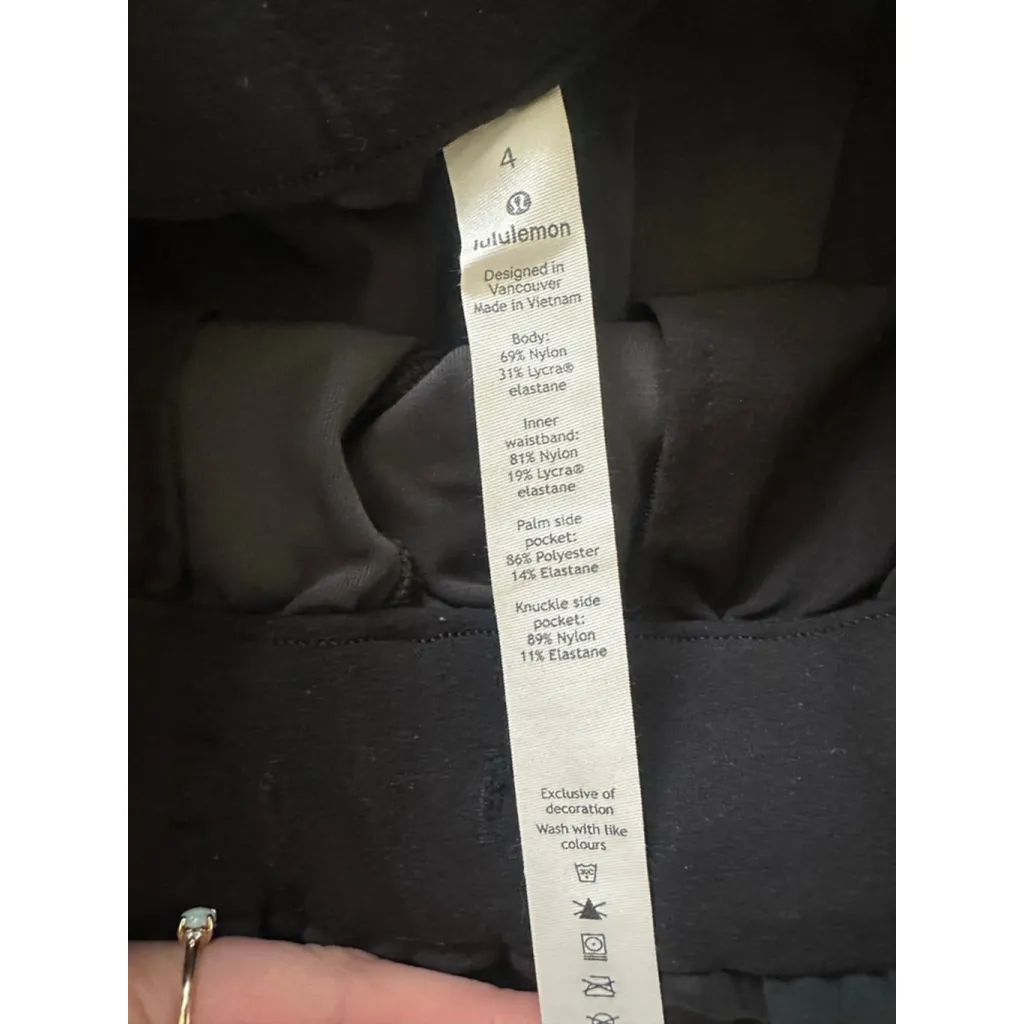 4
lululemon
Designed in
Vancouver
Made in Vietnam
Body:
69% Nylon
31% Lycra®
elastane
Inner
waistband:
81% Nylon
19% Lycra®
elastane
Palm side
pocket:
86% Polyester
14% Elastane
Knuckle side
pocket:
89% Nylon
11% Elastane
Exclusive of
decoration
Wash with like
colours
30C